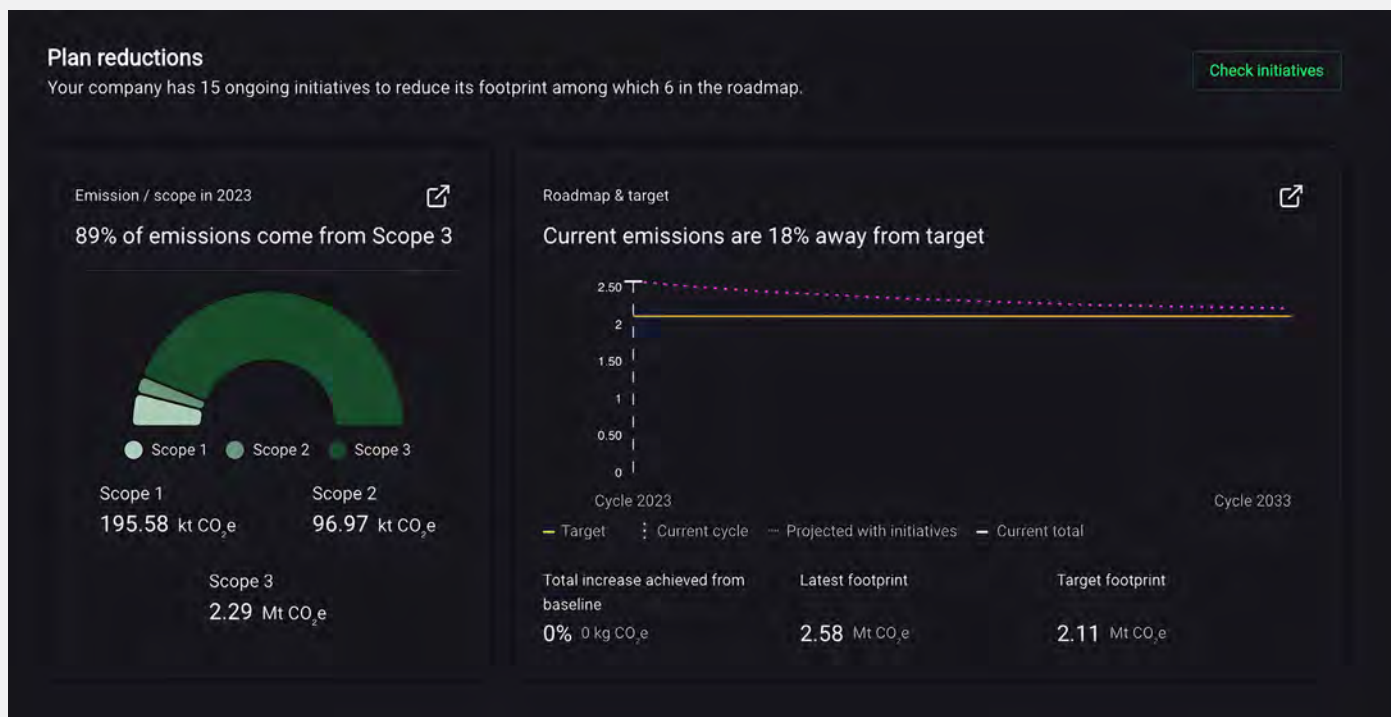 Plan reductions
Check initiatives
Your company has 15 ongoing initiatives to reduce its footprint among which 6 in the roadmap.
Emission / scope in 2023
89% of emissions come from Scope 3
Scope 1
Scope 2
Scope 3
Scope 1
195.58 kt CO₂e
Scope 2
96.97 kt CO₂e
Scope 3
2.29 Mt CO₂e
Roadmap & target
Current emissions are 18% away from target
2.50
2
1.50
1
0.50
0
Cycle 2023
Cycle 2033
Target
Current cycle
Projected with initiatives
Current total
Total increase achieved from
baseline
0% 0 kg CO₂e
Latest footprint
2.58 Mt CO₂e
Target footprint
2.11 Mt CO₂e